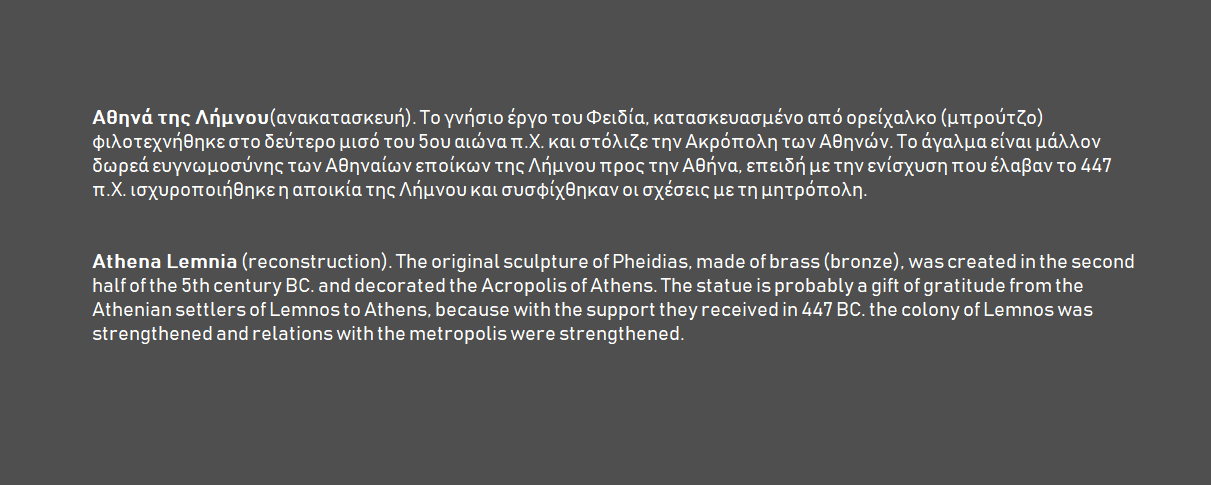 Αθηνά της Λήμνου(ανακατασκευή). Το γνήσιο έργο του Φειδία, κατασκευασμένο από ορείχαλκο (μπρούτζο)
φιλοτεχνήθηκε στο δεύτερο μισό του 5ου αιώνα π.Χ. και στόλιζε την Ακρόπολη των Αθηνών. Το άγαλμα είναι μάλλον
δωρεά ευγνωμοσύνης των Αθηναίων εποίκων της Λήμνου προς την Αθήνα, επειδή με την ενίσχυση που έλαβαν το 447
π.Χ. ισχυροποιήθηκε η αποικία της Λήμνου και συσφίχθηκαν οι σχέσεις με τη μητρόπολη.
Athena Lemnia (reconstruction). The original sculpture of Pheidias, made of brass (bronze), was created in the second
half of the 5th century BC. and decorated the Acropolis of Athens. The statue is probably a gift of gratitude from the
Athenian settlers of Lemnos to Athens, because with the support they received in 447 BC. the colony of Lemnos was
strengthened and relations with the metropolis were strengthened.